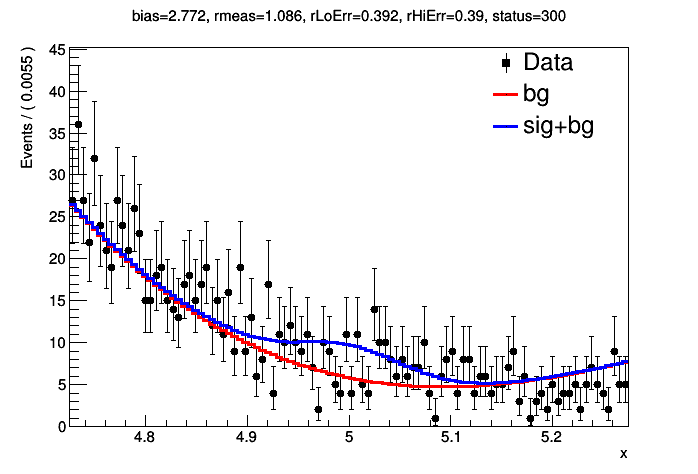 bias=2.772, rmeas=1.086, rLoErr=0.392, rHiErr=0.39, status=300
Events / ( 0.0055 )
45
40
35
30
25
20
15
10
5
0
Data
bg
sig+bg
4.8
4.9
5
5.1
5.2
x